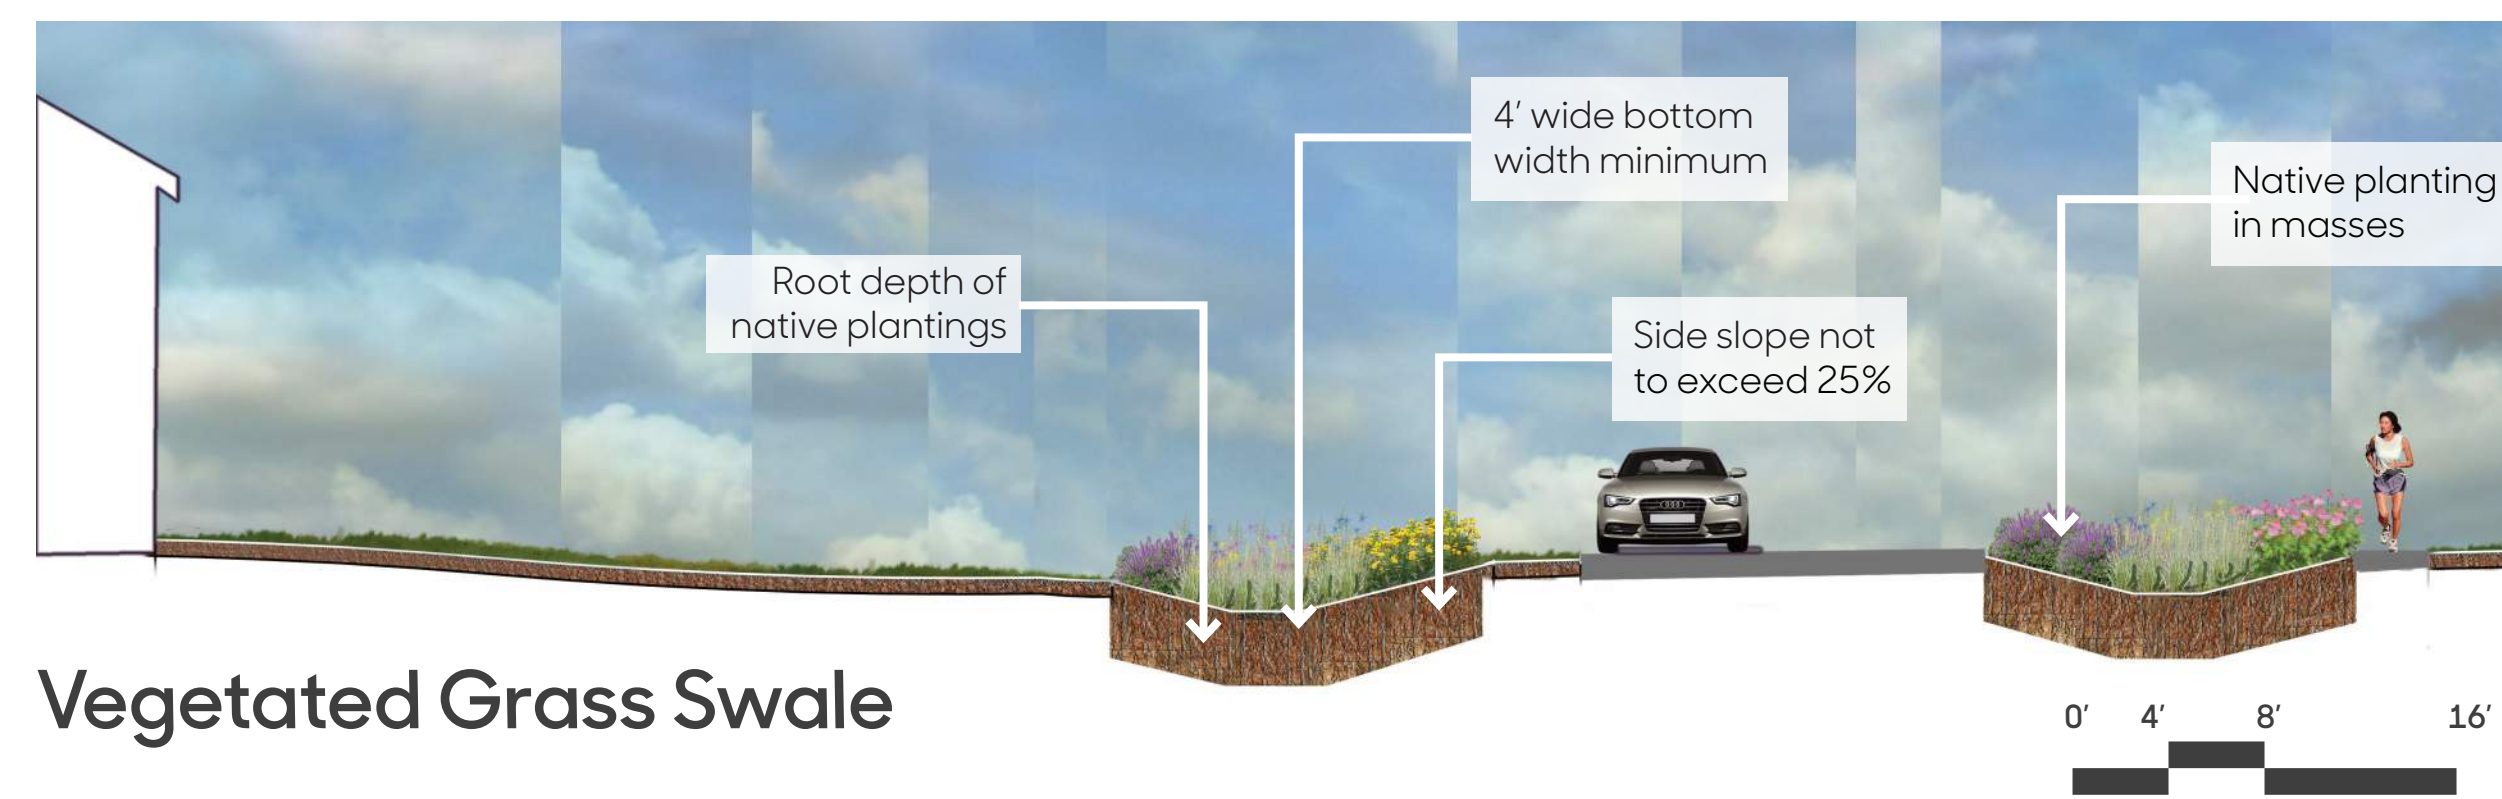 4' wide bottom
width minimum
Native planting
in masses
Root depth of
native plantings
Side slope not
to exceed 25%
Vegetated Grass Swale
0' 4' 8' 16'